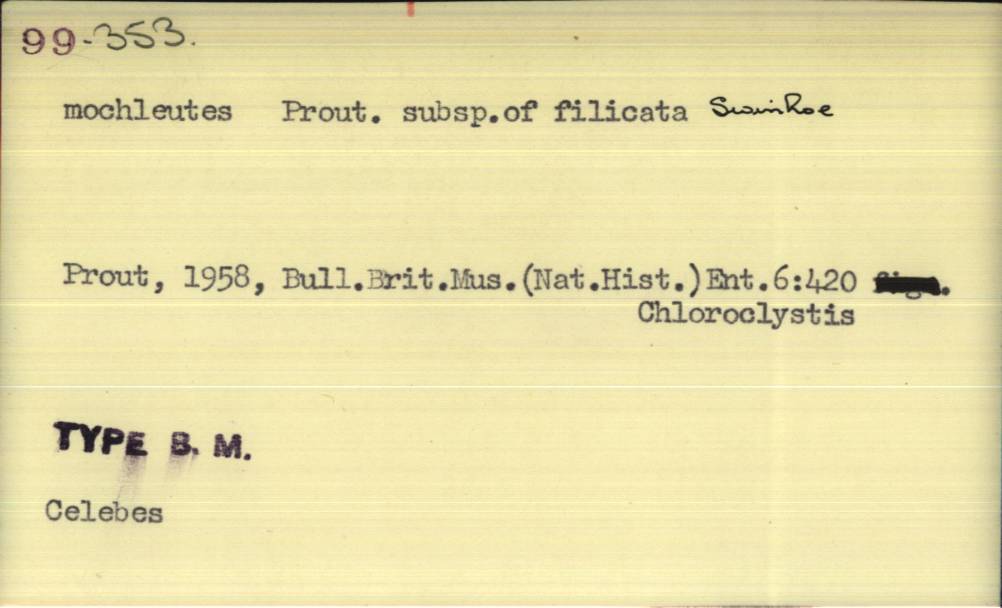 99-353.
mochleutes Prout. subsp.of filicata Swinhoe
Prout, 1958, Bull.Brit.Mus.(Nat.Hist.)Ent.6:420
Chloroclystis
TYPE B. M.
Celebes